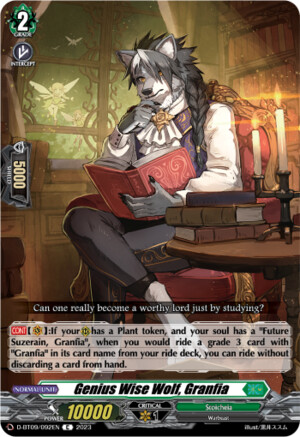 2
GRADE
INTERCEPT
5000
SHIELD
Can one really become a worthy lord just by studying?
CONT : If your has a Plant token, and your soul has a "Future
Suzerain, Granfia", when you would ride a grade 3 card with
"Granfia" in its card name from your ride deck, you can ride without
discarding a card from hand.
NORMAL UNIT
Genius Wise Wolf, Granfia
POWER 10000
CRITICAL
1
Stoicheia
Werbeast
D-BT09/092EN C 2023
illust/黒井ススム